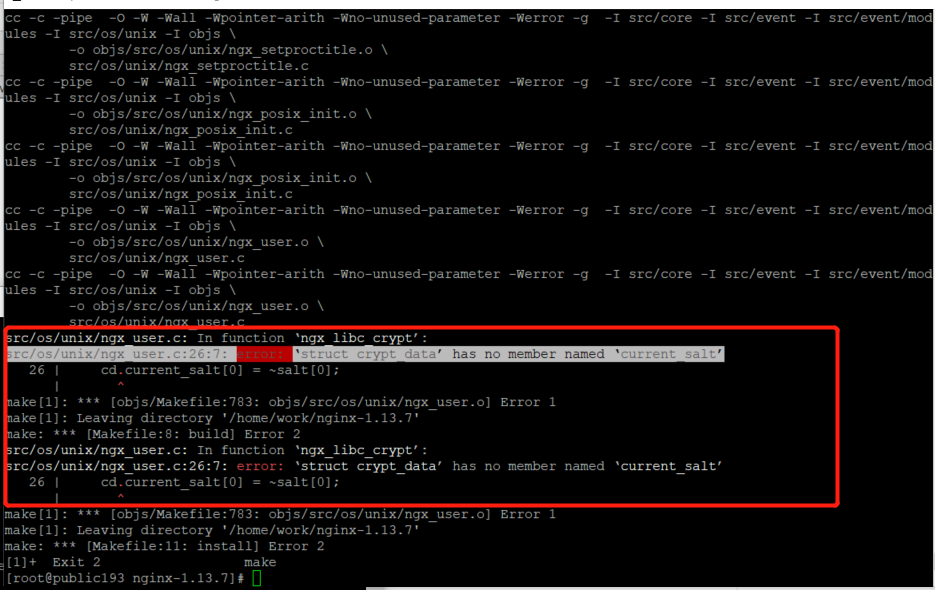 cc -c -pipe  -O -W -Wall -Wpointer-arith -Wno-unused-parameter -Werror -g  -I src/core -I src/event -I src/event/mod
ules -I src/os/unix -I objs \
        -o objs/src/os/unix/ngx_setproctitle.o \
        src/os/unix/ngx_setproctitle.c
cc -c -pipe  -O -W -Wall -Wpointer-arith -Wno-unused-parameter -Werror -g  -I src/core -I src/event -I src/event/mod
ules -I src/os/unix -I objs \
        -o objs/src/os/unix/ngx_posix_init.o \
        src/os/unix/ngx_posix_init.c
cc -c -pipe  -O -W -Wall -Wpointer-arith -Wno-unused-parameter -Werror -g  -I src/core -I src/event -I src/event/mod
ules -I src/os/unix -I objs \
        -o objs/src/os/unix/ngx_posix_init.o \
        src/os/unix/ngx_posix_init.c
cc -c -pipe  -O -W -Wall -Wpointer-arith -Wno-unused-parameter -Werror -g  -I src/core -I src/event -I src/event/mod
ules -I src/os/unix -I objs \
        -o objs/src/os/unix/ngx_user.o \
        src/os/unix/ngx_user.c
cc -c -pipe  -O -W -Wall -Wpointer-arith -Wno-unused-parameter -Werror -g  -I src/core -I src/event -I src/event/mod
ules -I src/os/unix -I objs \
        -o objs/src/os/unix/ngx_user.o \
        src/os/unix/ngx_user.c
src/os/unix/ngx_user.c: In function ‘ngx_libc_crypt’:
src/os/unix/ngx_user.c:26:7: error: ‘struct crypt_data’ has no member named ‘current_salt’
   26 |     cd.current_salt[0] = ~salt[0];
      |       ^
make[1]: *** [objs/Makefile:783: objs/src/os/unix/ngx_user.o] Error 1
make[1]: Leaving directory '/home/work/nginx-1.13.7'
make: *** [Makefile:8: build] Error 2
src/os/unix/ngx_user.c: In function ‘ngx_libc_crypt’:
src/os/unix/ngx_user.c:26:7: error: ‘struct crypt_data’ has no member named ‘current_salt’
   26 |     cd.current_salt[0] = ~salt[0];
      |       ^
make[1]: *** [objs/Makefile:783: objs/src/os/unix/ngx_user.o] Error 1
make[1]: Leaving directory '/home/work/nginx-1.13.7'
make: *** [Makefile:11: install] Error 2
[1]+  Exit 2                  make
[root@public193 nginx-1.13.7]#